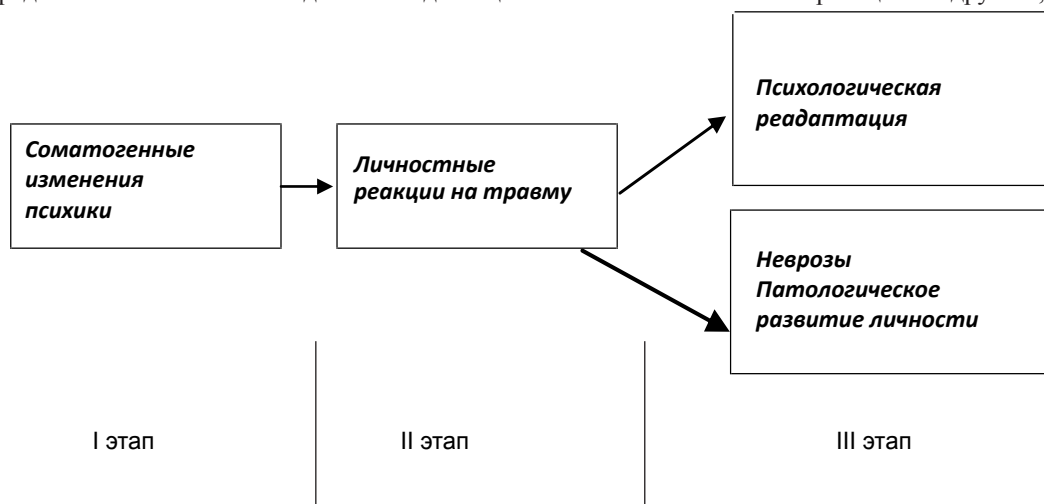 Соматогенные
изменения
психики
Личностные
реакции на травму
Психологическая
реадаптация
Неврозы
Патологическое
развитие личности
I этап
II этап
III этап